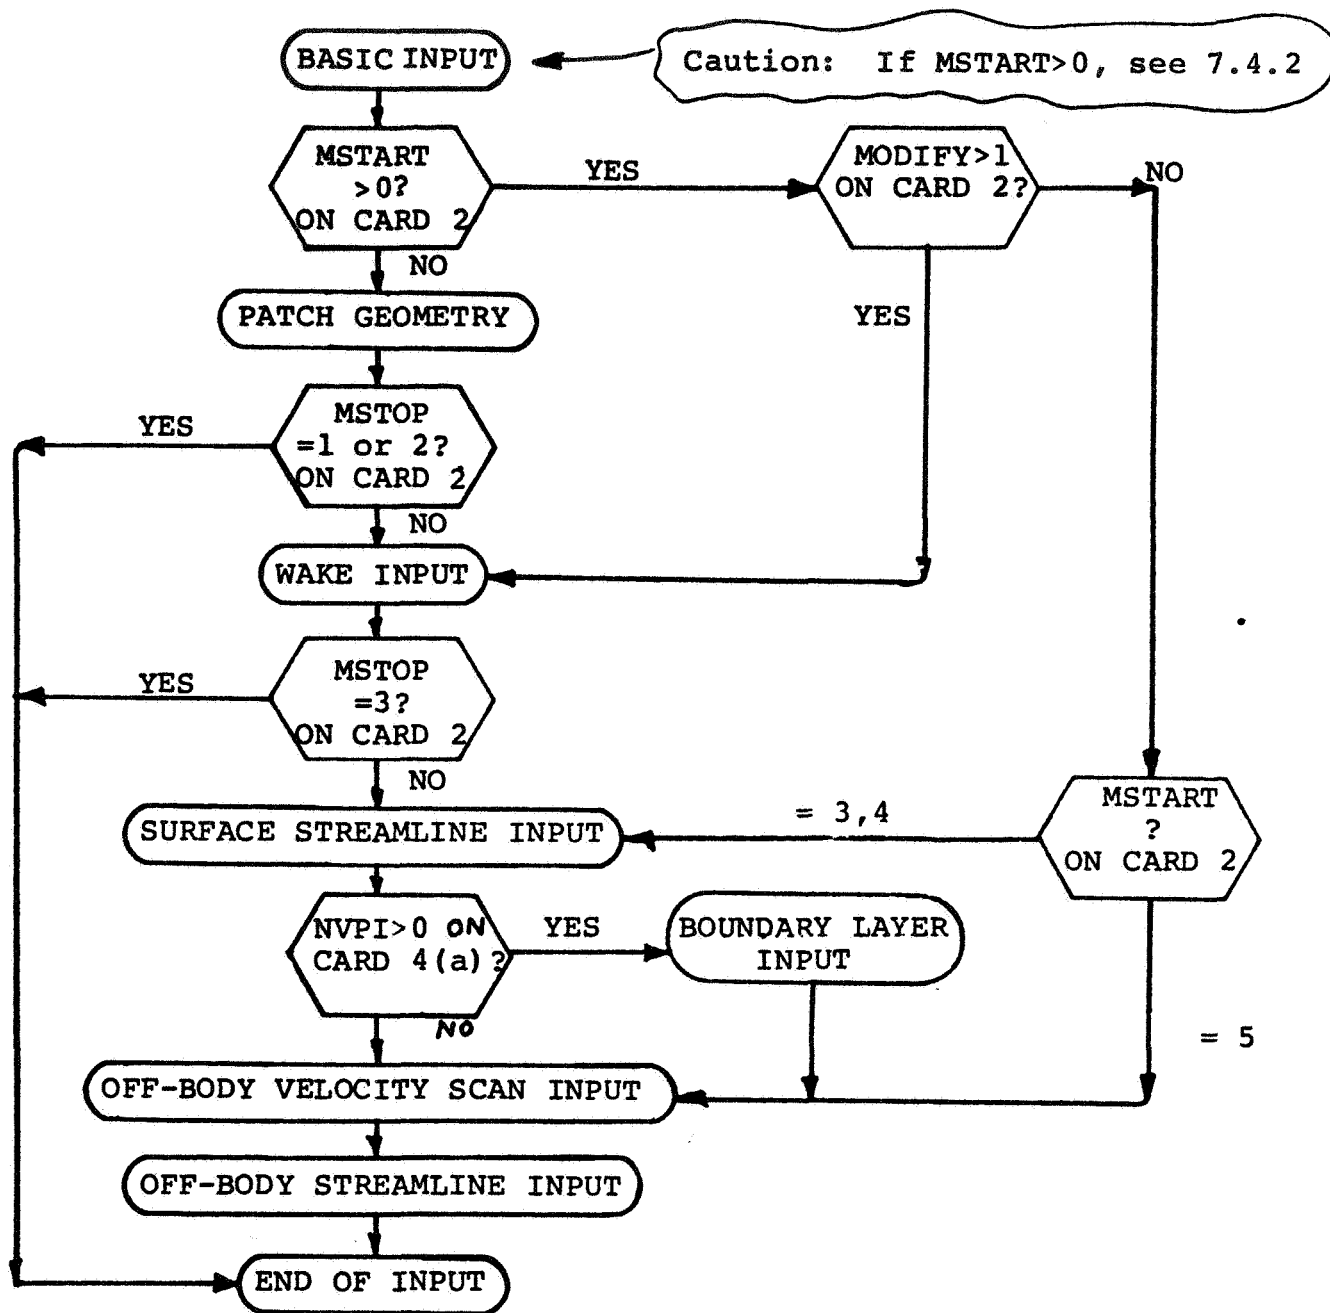 BASIC INPUT
Caution: If MSTART>0, see 7.4.2
MSTART
>0?
ON CARD 2
YES
MODIFY>1
ON CARD 2?
NO
NO
PATCH GEOMETRY
YES
MSTOP
=1 or 2?
ON CARD 2
YES
NO
WAKE INPUT
MSTOP
=3?
ON CARD 2
YES
NO
SURFACE STREAMLINE INPUT
= 3,4
MSTART
?
ON CARD 2
NVPI>0 ON
CARD 4(a)?
YES
BOUNDARY LAYER
INPUT
NO
= 5
OFF-BODY VELOCITY SCAN INPUT
OFF-BODY STREAMLINE INPUT
END OF INPUT